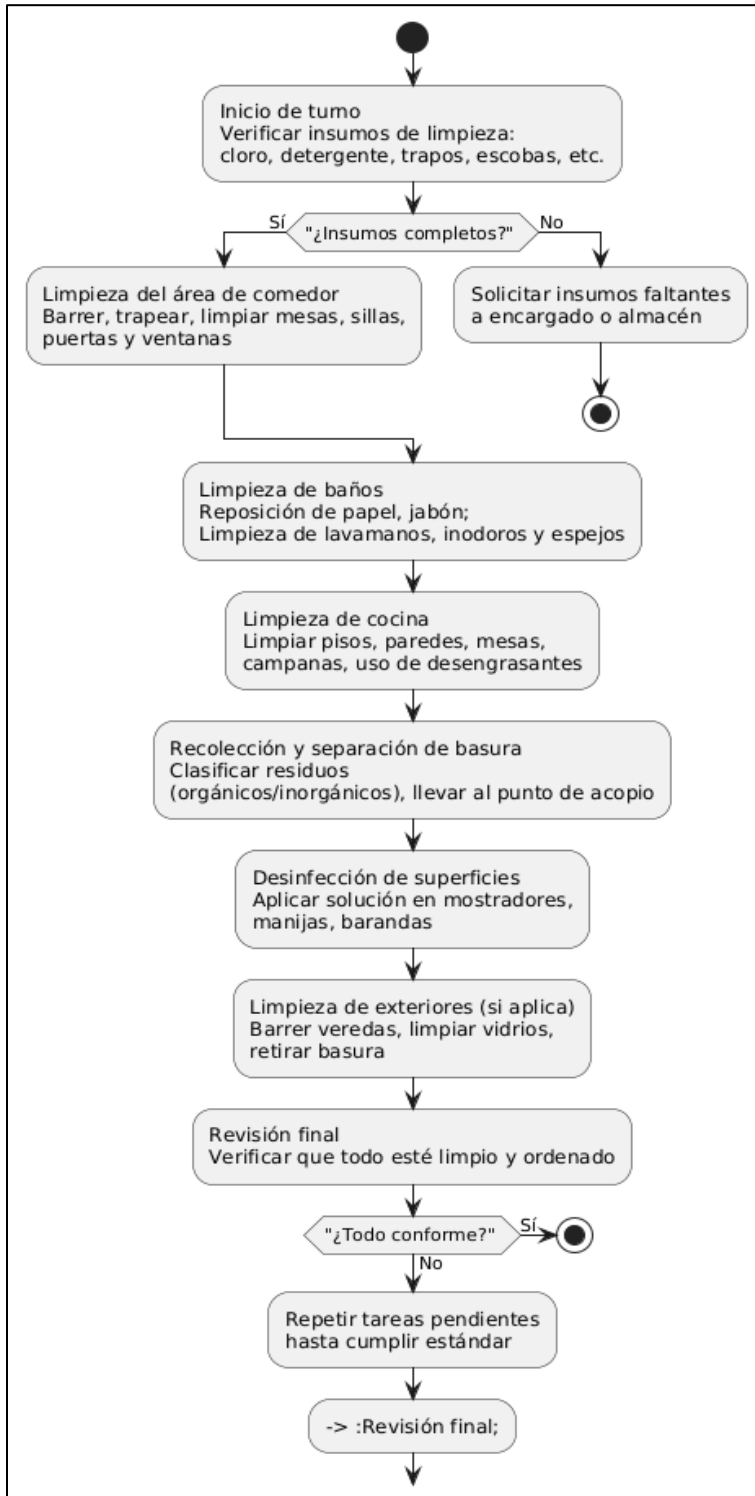 Inicio de turno
Verificar insumos de limpieza:
cloro, detergente, trapos, escobas, etc.
Sí
"¿Insumos completos?"
No
Limpieza del área de comedor
Barrer, trapear, limpiar mesas, sillas,
puertas y ventanas
Solicitar insumos faltantes
a encargado o almacén
Limpieza de baños
Reposición de papel, jabón;
Limpieza de lavamanos, inodoros y espejos
Limpieza de cocina
Limpiar pisos, paredes, mesas,
campanas, uso de desengrasantes
Recolección y separación de basura
Clasificar residuos
(orgánicos/inorgánicos), llevar al punto de acopio
Desinfección de superficies
Aplicar solución en mostradores,
manijas, barandas
Limpieza de exteriores (si aplica)
Barrer veredas, limpiar vidrios,
retirar basura
Revisión final
Verificar que todo esté limpio y ordenado
"¿Todo conforme?"
Sí
No
Repetir tareas pendientes
hasta cumplir estándar
-> :Revisión final;